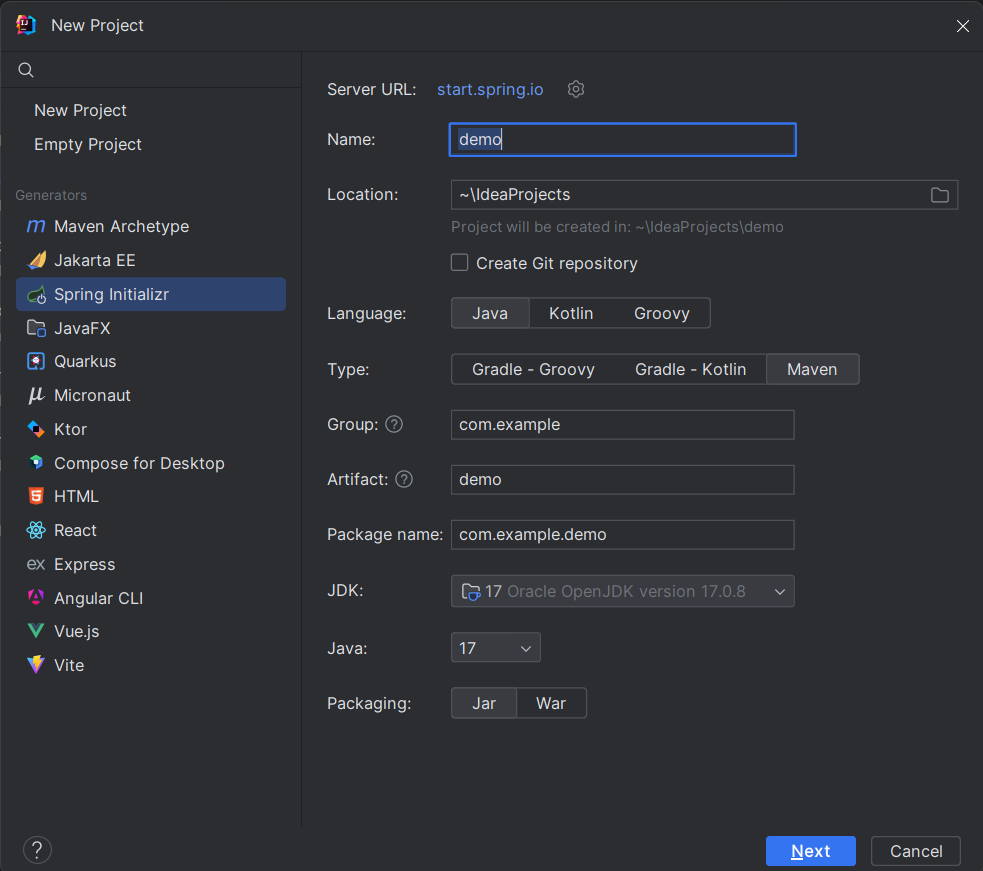 New Project
New Project
Empty Project
Generators
Maven Archetype
Jakarta EE
Spring Initializr
JavaFX
Quarkus
Micronaut
Ktor
Compose for Desktop
HTML
React
Express
Angular CLI
Vue.js
Vite
Server URL: start.spring.io
Name: demo
Location: ~\IdeaProjects
Project will be created in: ~\IdeaProjects\demo
Create Git repository
Language: Java Kotlin Groovy
Type: Gradle - Groovy Gradle - Kotlin Maven
Group: com.example
Artifact: demo
Package name: com.example.demo
JDK: 17 Oracle OpenJDK version 17.0.8
Java: 17
Packaging: Jar War
Next Cancel